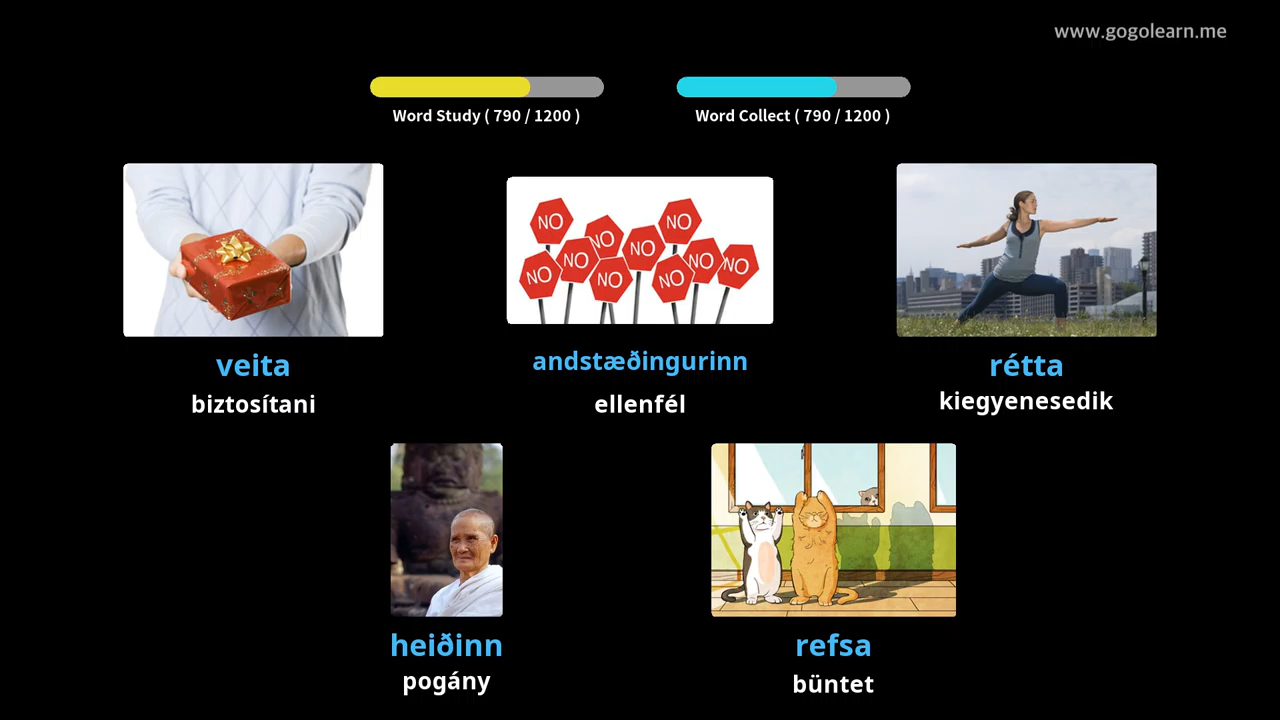 www.gogolearn.me
Word Study ( 790 / 1200 )
Word Collect ( 790 / 1200 )
NO
NO
NO
NO
NO
NO
NO
NO
NO
NO
veita
biztosítani
andstæðingurinn
ellenfél
rétta
kiegyenesedik
heiðinn
pogány
refsa
büntet